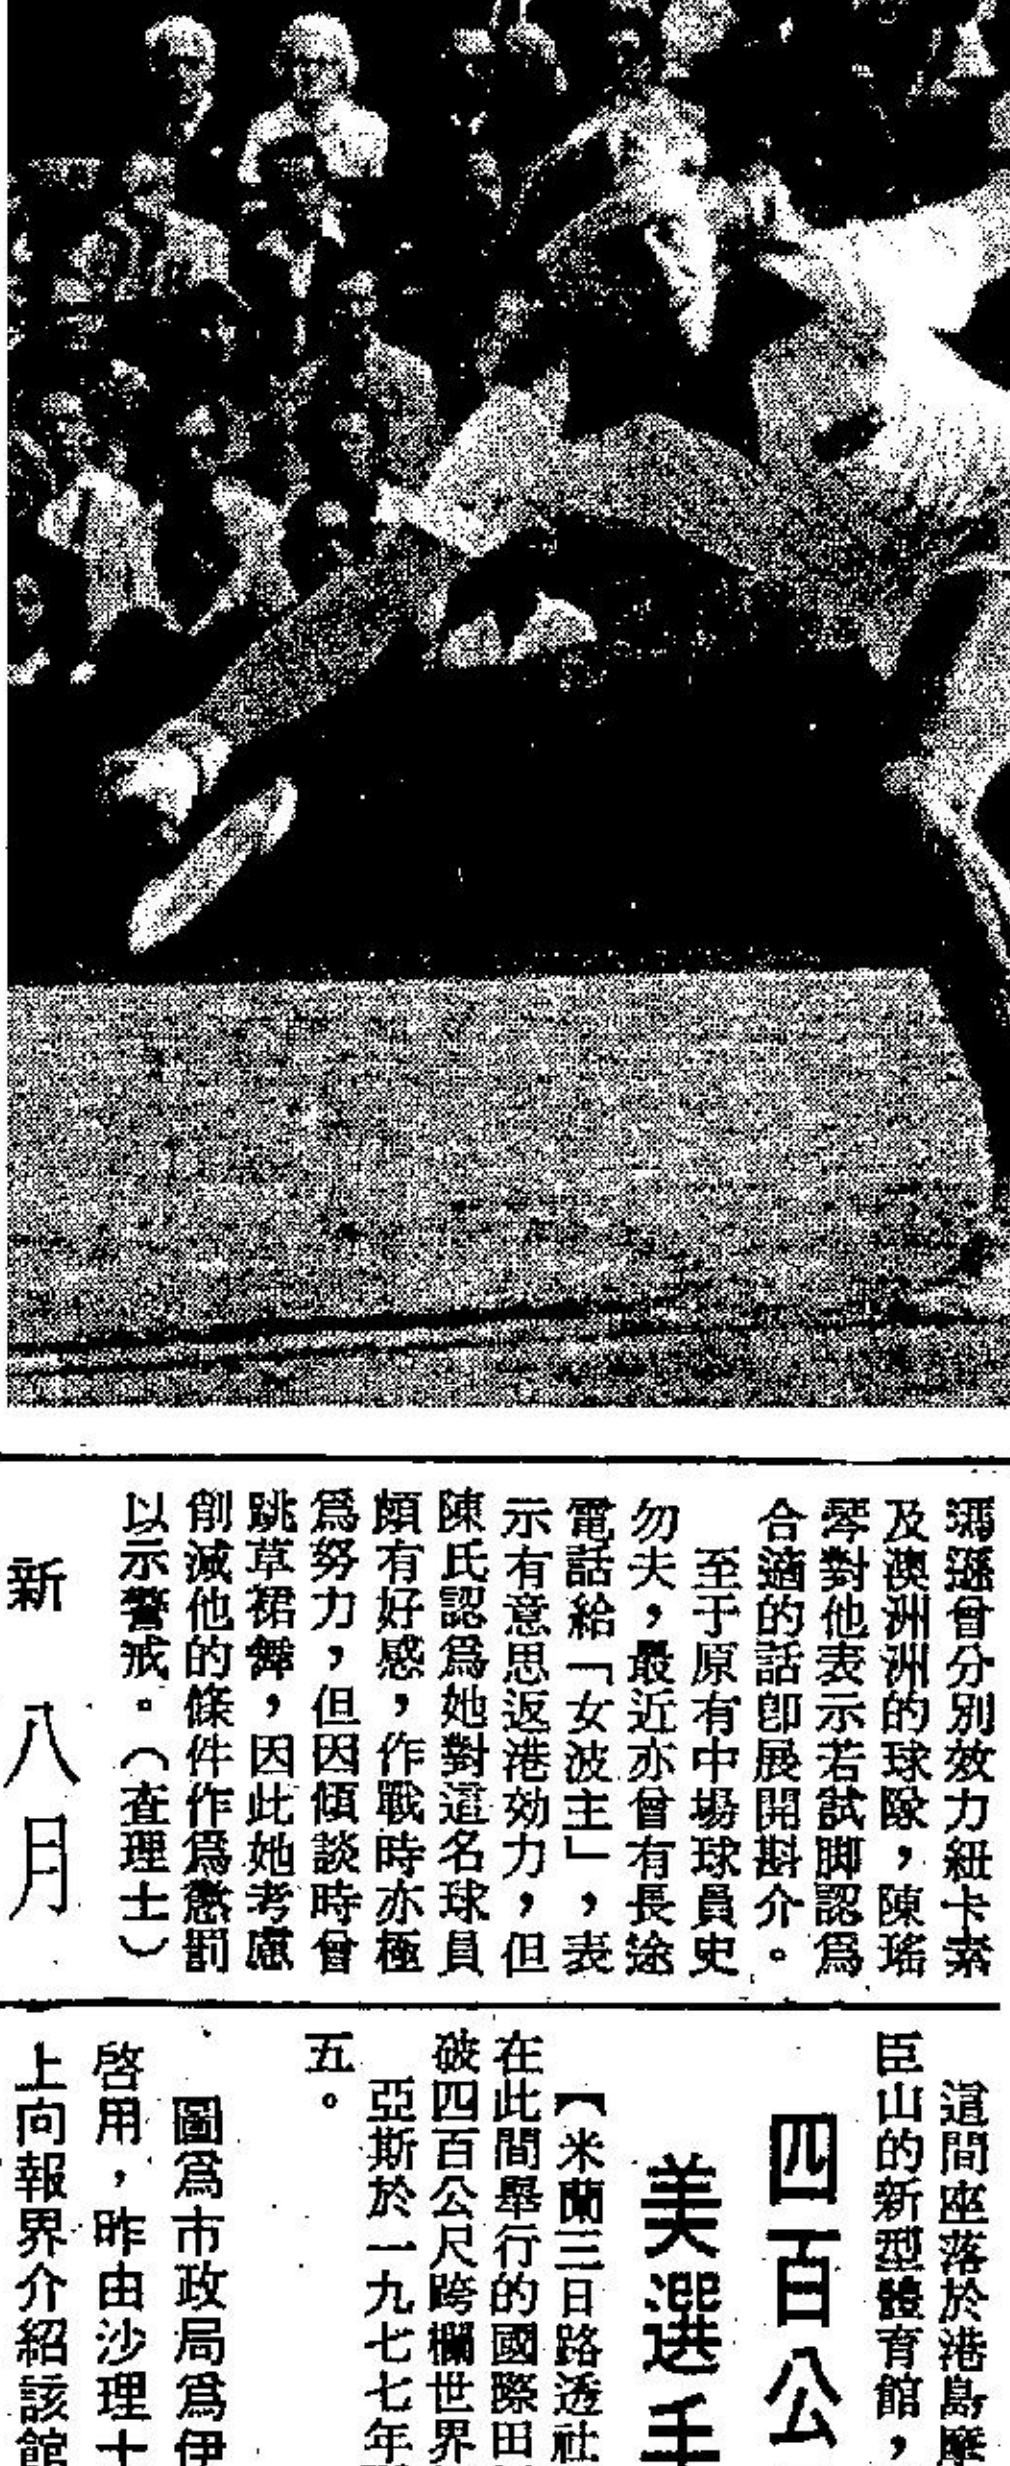 瑪遜曾分別效力紐卡素
及澳洲洲的球隊，陳瑤
琴對他表示若試脚認爲
合適的話卽展開斟介。
至于原有中場球員史
勿夫，最近亦曾有長途
電話給「女波主」，表
示有意思返港効力，但
陳氏認爲她對這名球員
頗有好感，作戰時亦極
爲努力，但因傾談時曾
跳草裙舞，因此她考慮
削減他的條件作爲懲罰
以示警戒。（查理士）
新八月
這間座落於港島摩
臣山的新型體育館，
四百公
美選手
【米蘭三日路透社
在此間舉行的國際田
破四百公尺跨欄世界
亞斯於一九七七年
五。
圖爲市政局爲伊
啓用，昨由沙理士
上向報界介紹該館